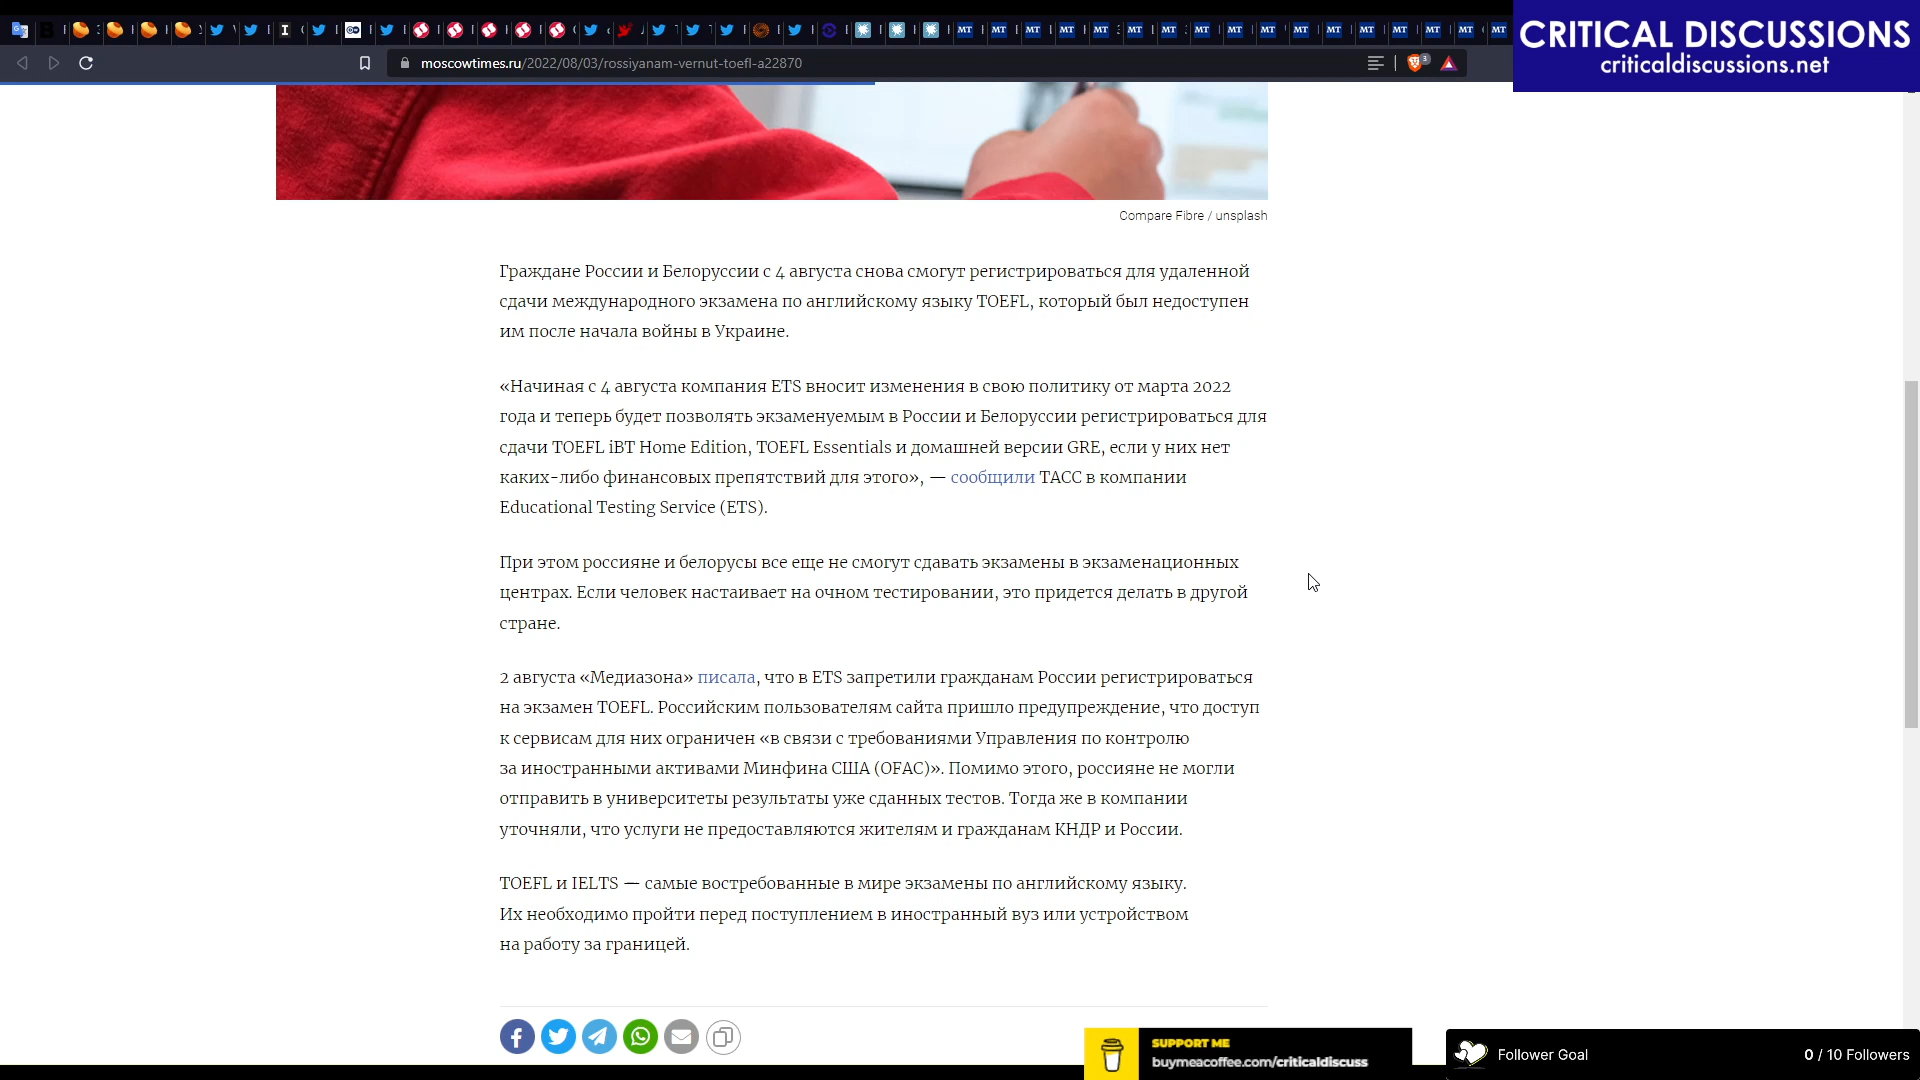 CRITICAL DISCUSSIONS
criticaldiscussions.net
moscowtimes.ru/2022/08/03/rossiyanam-vernut-toefl-a22870
3
Compare Fibre / unsplash
Граждане России и Белоруссии с 4 августа снова смогут регистрироваться для удаленной
сдачи международного экзамена по английскому языку TOEFL, который был недоступен
им после начала войны в Украине.
«Начиная с 4 августа компания ETS вносит изменения в свою политику от марта 2022
года и теперь будет позволять экзаменуемым в России и Белоруссии регистрироваться для
сдачи TOEFL iBT Home Edition, TOEFL Essentials и домашней версии GRE, если у них нет
каких-либо финансовых препятствий для этого», — сообщили ТАСС в компании
Educational Testing Service (ETS).
При этом россияне и белорусы все еще не смогут сдавать экзамены в экзаменационных
центрах. Если человек настаивает на очном тестировании, это придется делать в другой
стране.
2 августа «Медиазона» писала, что в ETS запретили гражданам России регистрироваться
на экзамен TOEFL. Российским пользователям сайта пришло предупреждение, что доступ
к сервисам для них ограничен «в связи с требованиями Управления по контролю
за иностранными активами Минфина США (OFAC)». Помимо этого, россияне не могли
отправить в университеты результаты уже сданных тестов. Тогда же в компании
уточняли, что услуги не предоставляются жителям и гражданам КНДР и России.
TOEFL и IELTS — самые востребованные в мире экзамены по английскому языку.
Их необходимо пройти перед поступлением в иностранный вуз или устройством
на работу за границей.
SUPPORT ME
buymeacoffee.com/criticaldiscuss
Follower Goal
0 / 10 Followers